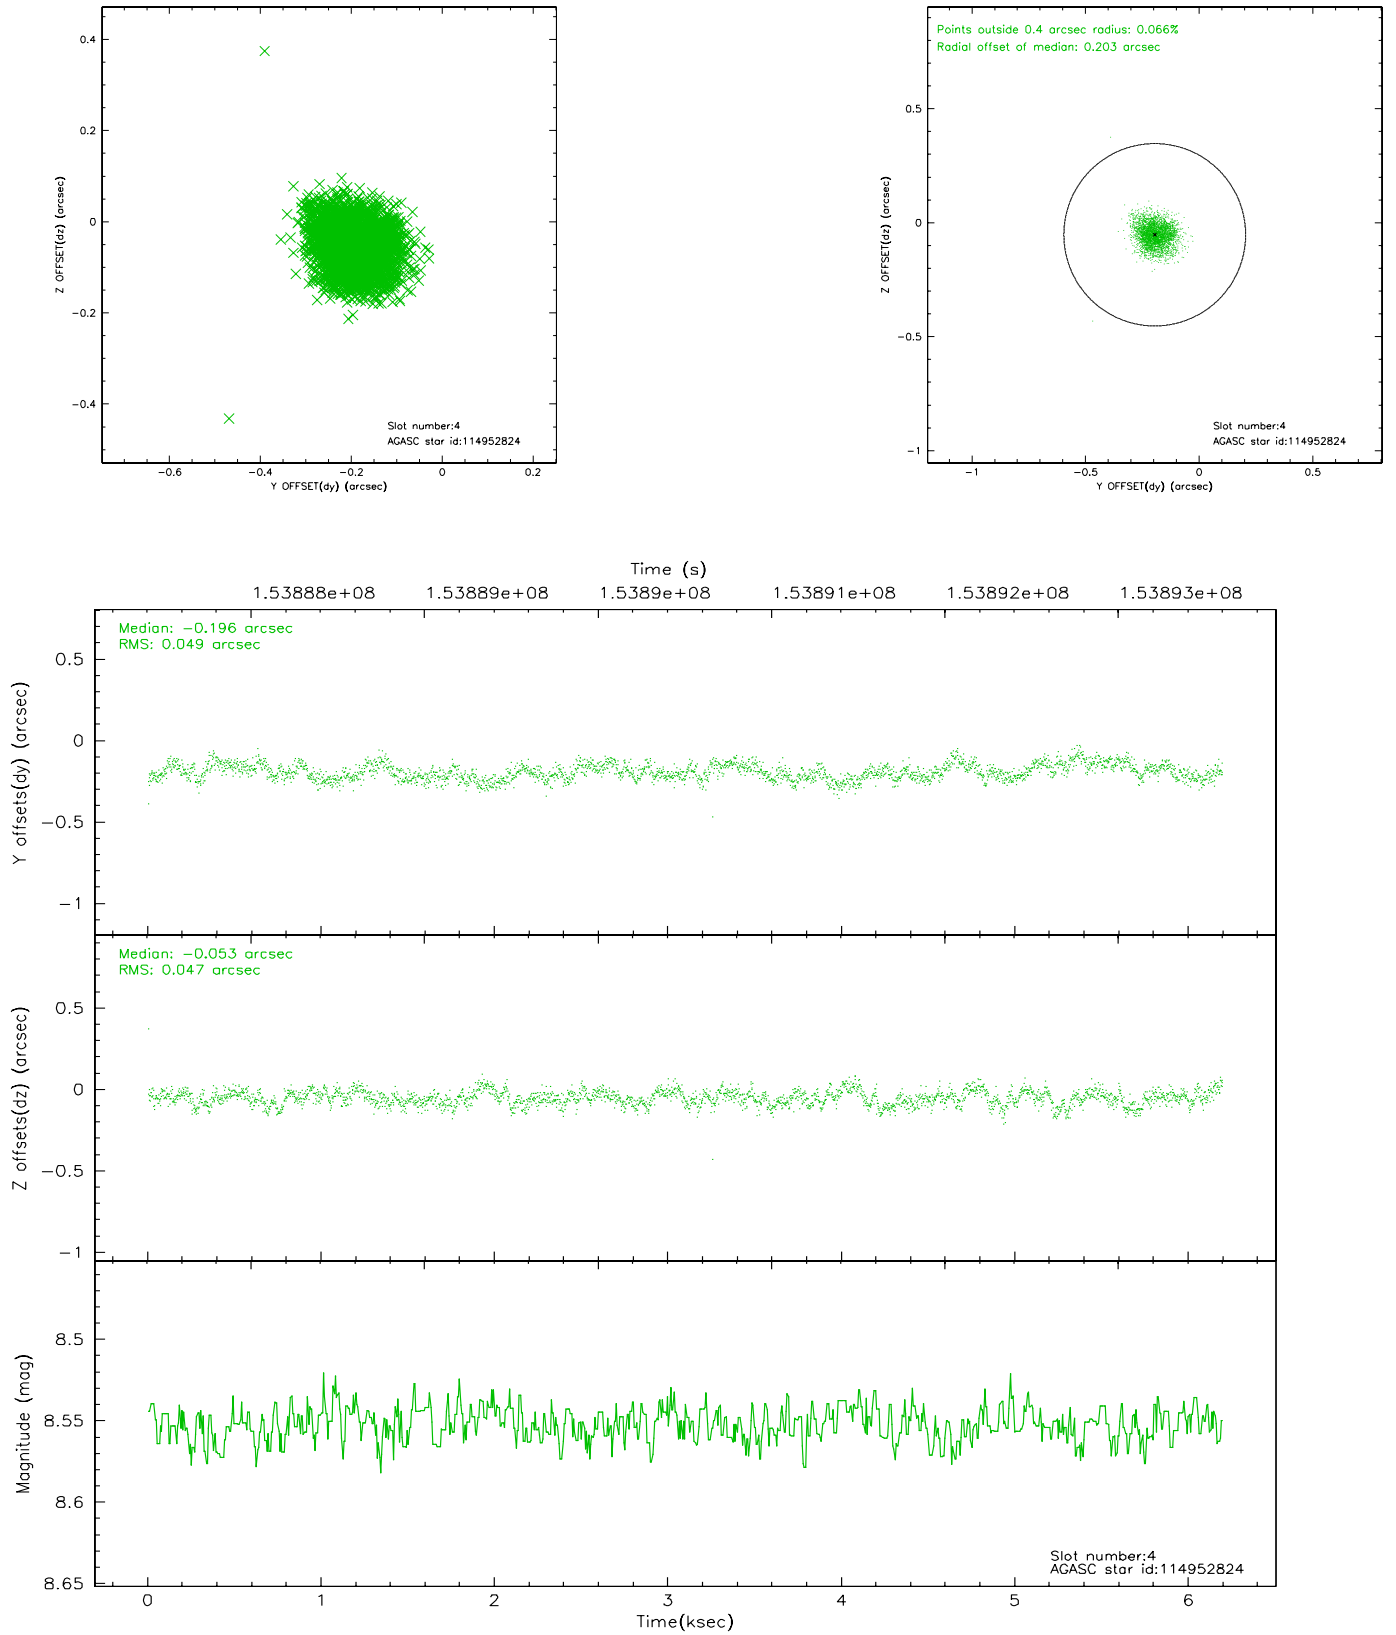 0.4
0.2
0
−0.2
−0.4
Z OFFSET(dz) (arcsec)
Slot number:4
AGASC star id:114952824
−0.6 −0.4 −0.2 0 0.2
Y OFFSET(dy) (arcsec)
Points outside 0.4 arcsec radius: 0.066%
Radial offset of median: 0.203 arcsec
0.5
0
−0.5
−1
Z OFFSET(dz) (arcsec)
Slot number:4
AGASC star id:114952824
−1 −0.5 0 0.5
Y OFFSET(dy) (arcsec)
Time (s)
1.53888e+08 1.53889e+08 1.5389e+08 1.53891e+08 1.53892e+08 1.53893e+08
Median: −0.196 arcsec
RMS: 0.049 arcsec
0.5
0
−0.5
−1
Y offsets(dy) (arcsec)
Median: −0.053 arcsec
RMS: 0.047 arcsec
0.5
0
−0.5
−1
Z offsets(dz) (arcsec)
8.5
8.55
8.6
8.65
Magnitude (mag)
Slot number:4
AGASC star id:114952824
0 1 2 3 4 5 6
Time(ksec)